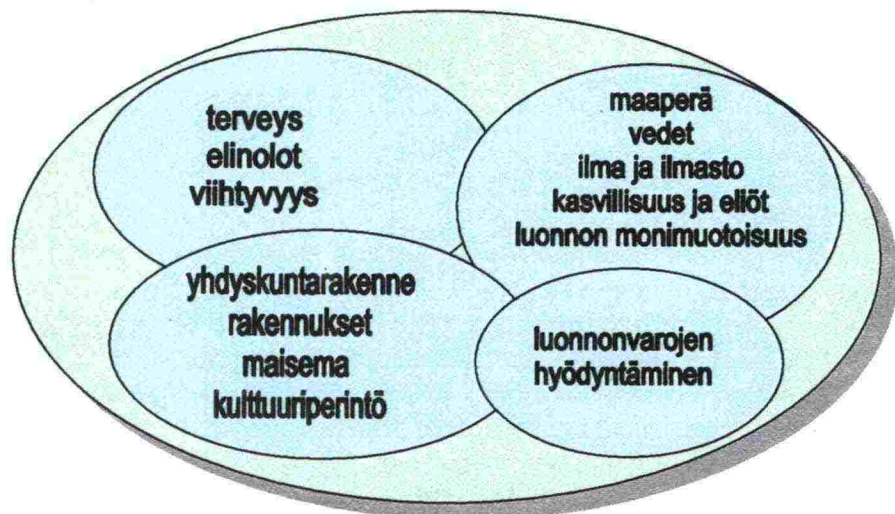 terveys
elinolot
viihtyvyys
maaperä
vedet
ilma ja ilmasto
kasvillisuus ja eliöt
luonnon monimuotoisuus
yhdyskuntarakenne
rakennukset
maisema
kulttuuriperintö
luonnonvarojen
hyödyntäminen